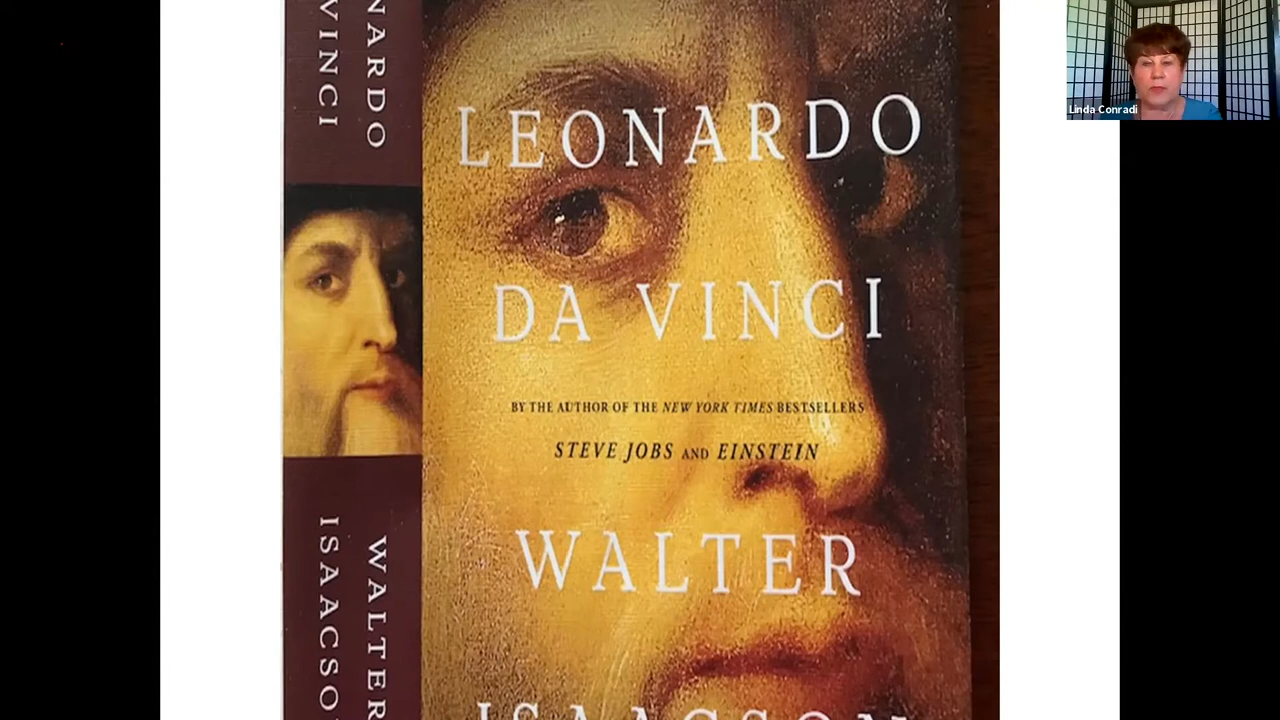 NARDO
VINCI
WALTER
ISAACSO
LEONARDO
DA VINCI
BY THE AUTHOR OF THE NEW YORK TIMES BESTSELLERS
STEVE JOBS AND EINSTEIN
WALTER
ISAACSON
Linda Conradi